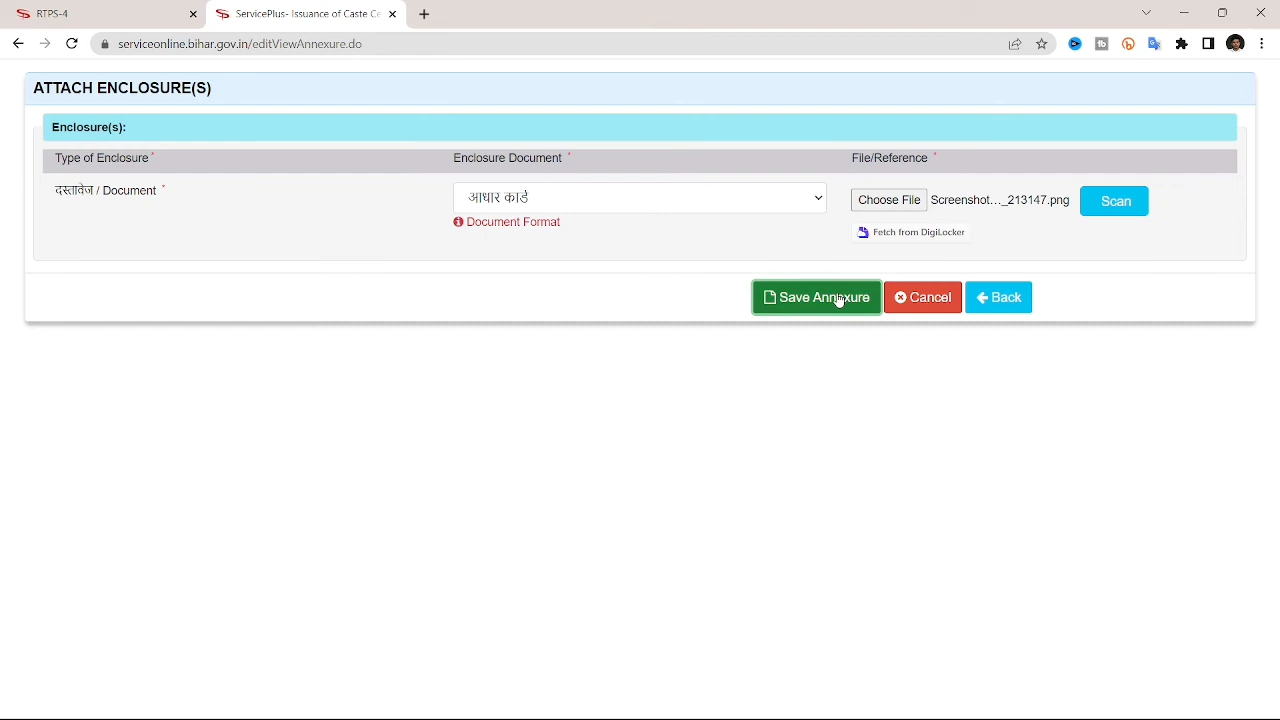 RTPS-4
ServicePlus- Issuance of Caste Ce
serviceonline.bihar.gov.in/editViewAnnexure.do
ATTACH ENCLOSURE(S)
Enclosure(s):
Type of Enclosure * Enclosure Document * File/Reference *
दस्तावेज / Document * आधार कार्ड Choose File Screenshot..._213147.png Scan
Document Format
Fetch from DigiLocker
Save Annexure Cancel Back